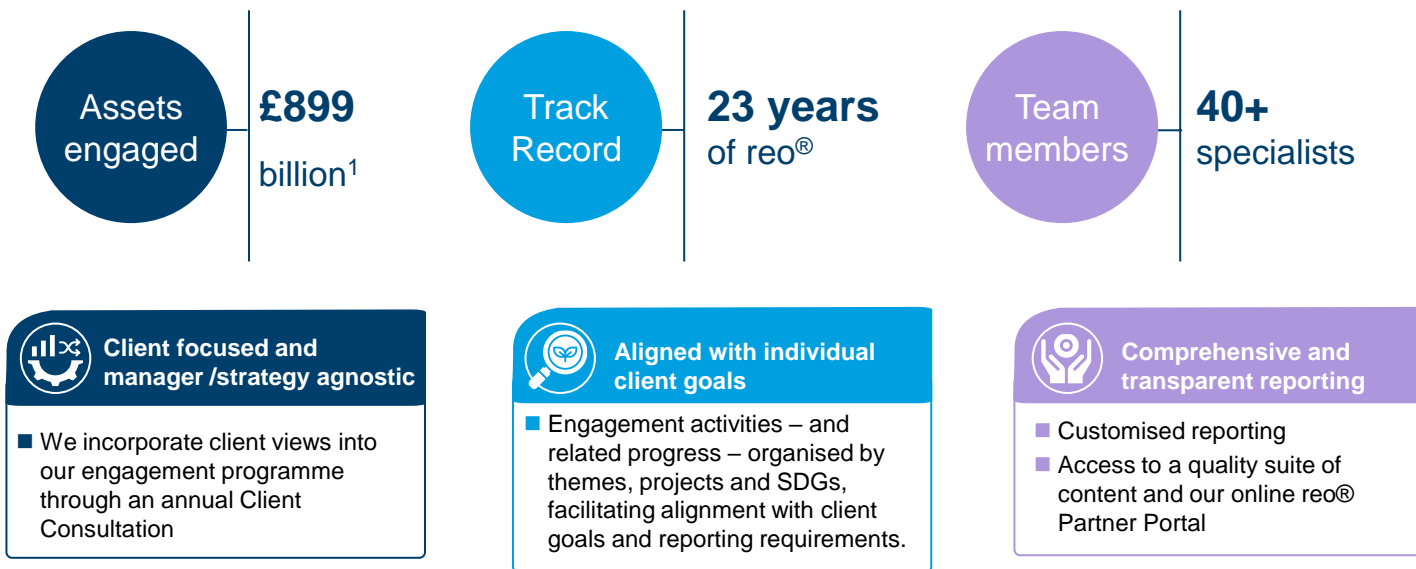 Assets
engaged
£899
billion¹
Track
Record
23 years
of reo®
Team
members
40+
specialists
Client focused and
manager /strategy agnostic
■ We incorporate client views into
our engagement programme
through an annual Client
Consultation
Aligned with individual
client goals
■ Engagement activities – and
related progress – organised by
themes, projects and SDGs,
facilitating alignment with client
goals and reporting requirements.
Comprehensive and
transparent reporting
■ Customised reporting
■ Access to a quality suite of
content and our online reo®
Partner Portal